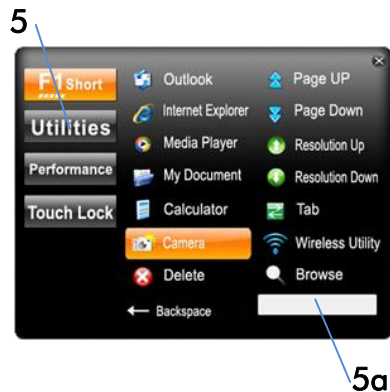 5
F1 Short
Utilities
Performance
Touch Lock
Outlook
Internet Explorer
Media Player
My Document
Calculator
Camera
Delete
Backspace
Page UP
Page Down
Resolution Up
Resolution Down
Tab
Wireless Utility
Browse
5a